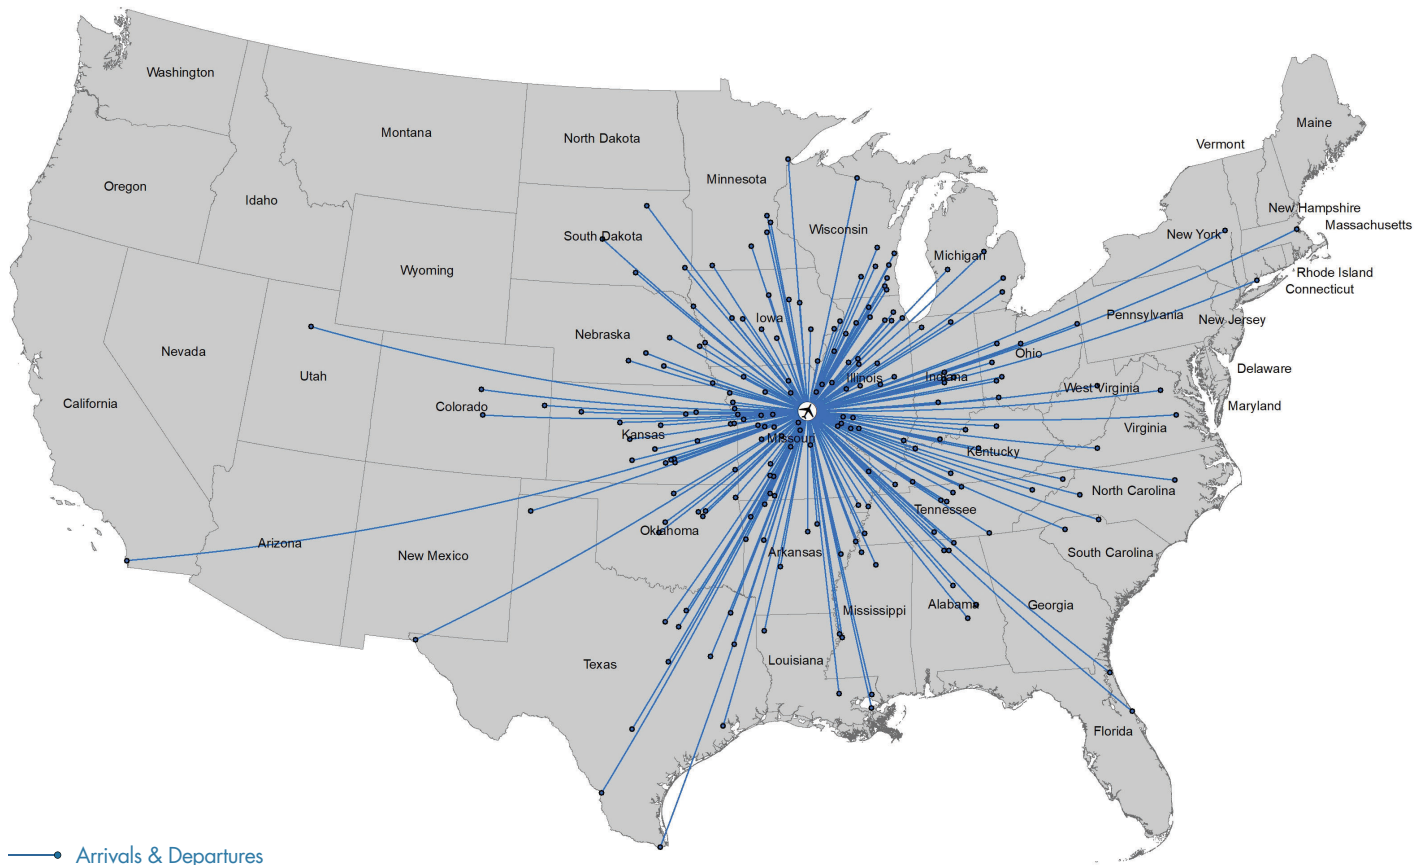 Washington
Montana
North Dakota
Minnesota
Maine
Vermont
Oregon
Idaho
South Dakota
Wisconsin
Michigan
New York
New Hampshire
Massachusetts
Wyoming
Rhode Island
Connecticut
Nebraska
Iowa
Pennsylvania
New Jersey
Nevada
Utah
Illinois
Indiana
Ohio
Delaware
California
Colorado
Kansas
Missouri
West Virginia
Maryland
Virginia
Kentucky
Arizona
New Mexico
Oklahoma
Arkansas
Tennessee
North Carolina
South Carolina
Texas
Louisiana
Mississippi
Alabama
Georgia
Florida
Arrivals & Departures